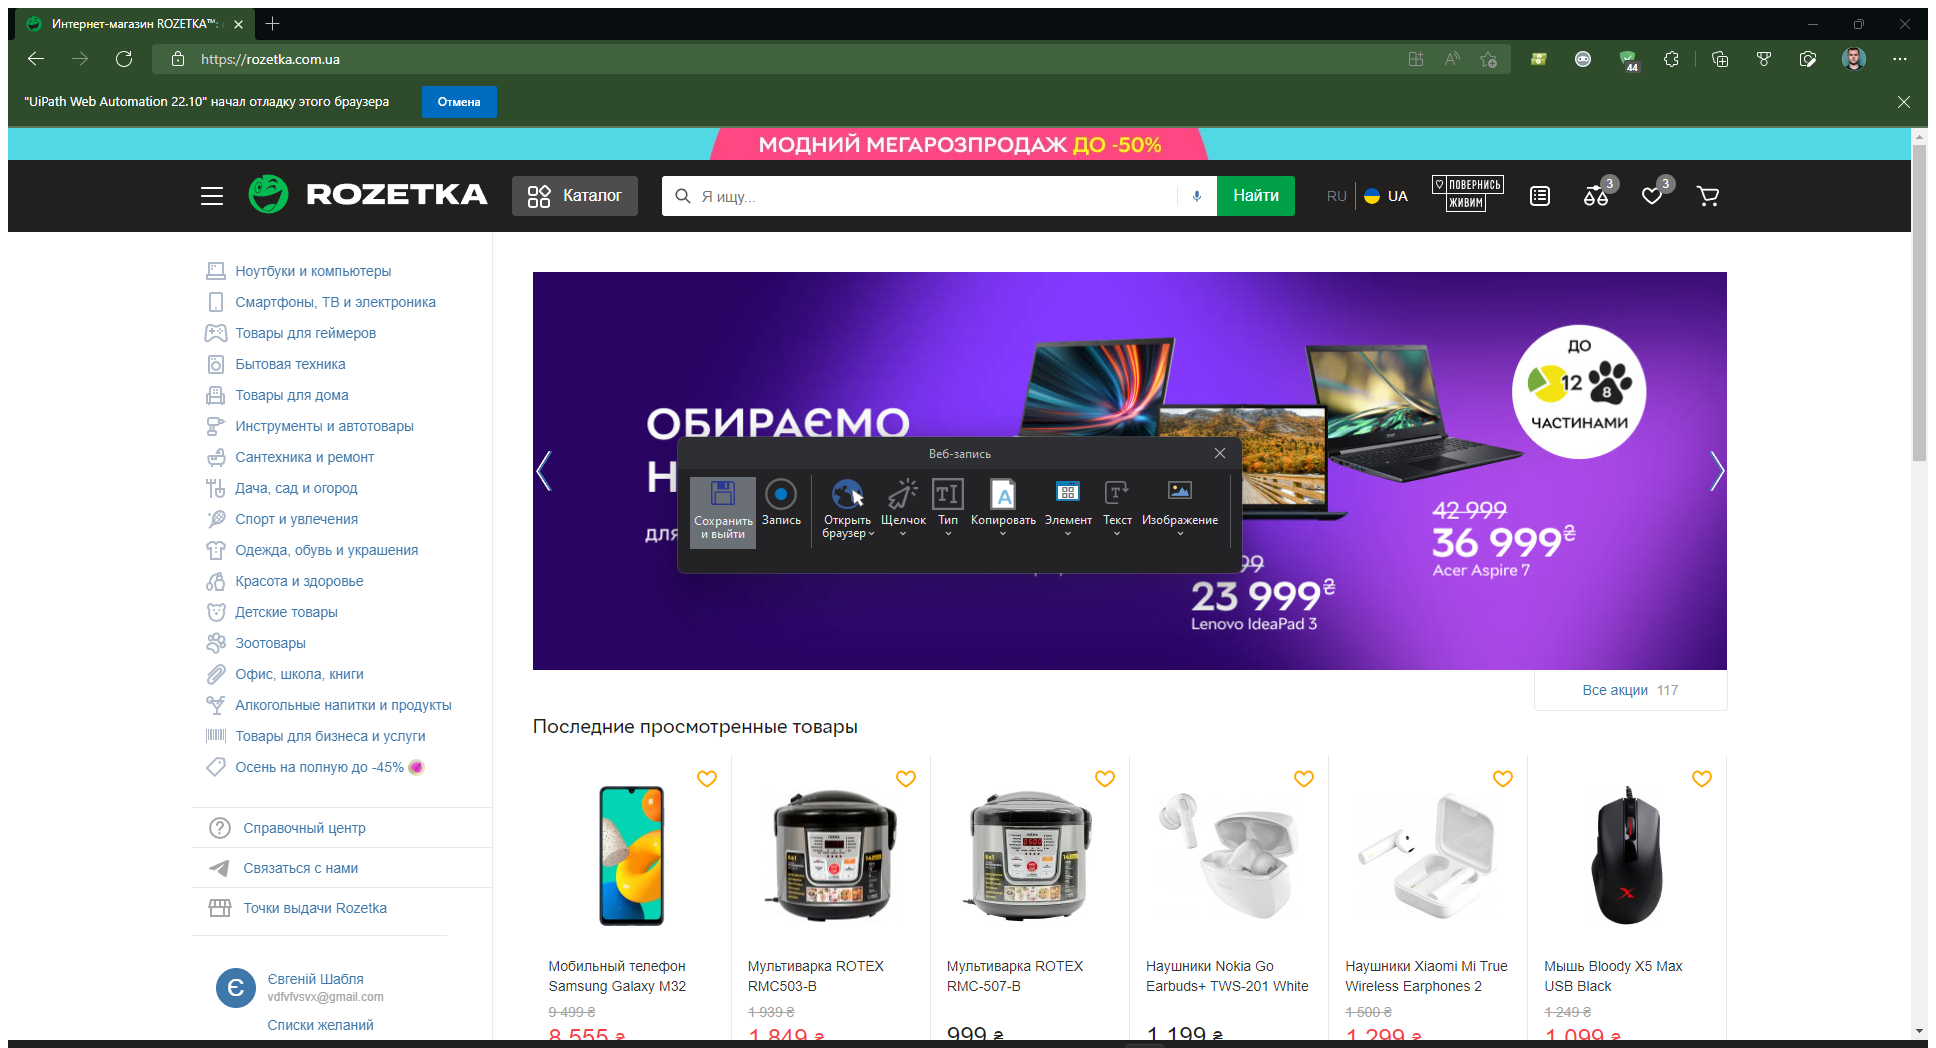 Интернет-магазин ROZETKA™:
https://rozetka.com.ua
44
"UiPath Web Automation 22.10" начал отладку этого браузера
Отмена
МОДНИЙ МЕГАРОЗПРОДАЖ ДО -50%
ROZETKA
Каталог
Я ищу...
Найти
RU
UA
ПОВЕРНИСЬ
ЖИВИМ
3
3
Ноутбуки и компьютеры
Смартфоны, ТВ и электроника
Товары для геймеров
Бытовая техника
Товары для дома
Инструменты и автотовары
Сантехника и ремонт
Дача, сад и огород
Спорт и увлечения
Одежда, обувь и украшения
Красота и здоровье
Детские товары
Зоотовары
Офис, школа, книги
Алкогольные напитки и продукты
Товары для бизнеса и услуги
Осень на полную до -45%
Справочный центр
Связаться с нами
Точки выдачи Rozetka
Є
Євгеній Шабля
vdfvfvsvx@gmail.com
Списки желаний
ОБИРАЄМО
Н
для
ДО
12
8
ЧАСТИНАМИ
42 999
36 999₴
Acer Aspire 7
99
23 999₴
Lenovo IdeaPad 3
Веб-запись
Сохранить и выйти
Запись
Открыть браузер
Щелчок
Тип
Копировать
Элемент
Текст
Изображение
Все акции 117
Последние просмотренные товары
Мобильный телефон
Samsung Galaxy M32
9 499 ₴
8 555 ₴
Мультиварка ROTEX
RMC503-B
1 939 ₴
1 849 ₴
Мультиварка ROTEX
RMC-507-B
999 ₴
Наушники Nokia Go
Earbuds+ TWS-201 White
1 199 ₴
Наушники Xiaomi Mi True
Wireless Earphones 2
1 500 ₴
1 299 ₴
Мышь Bloody X5 Max
USB Black
1 249 ₴
1 099 ₴